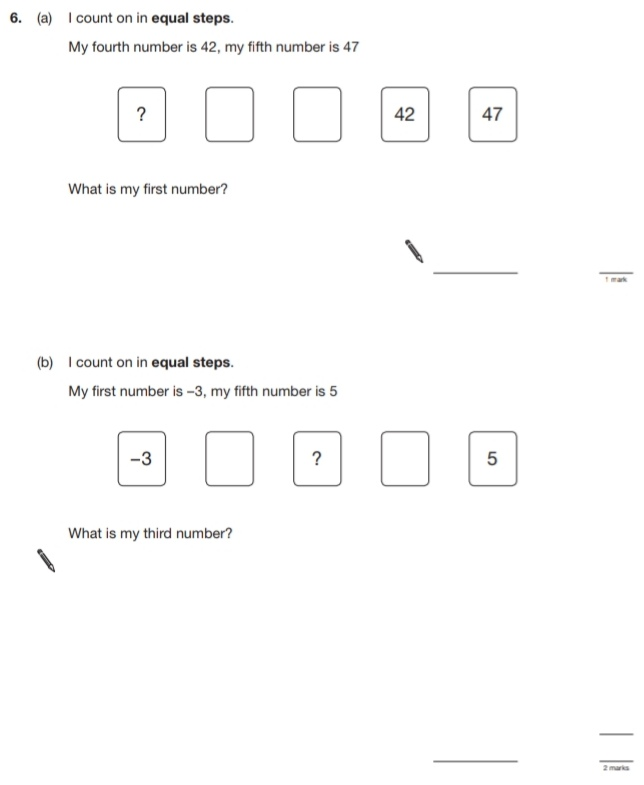 6. (a) I count on in equal steps.
My fourth number is 42, my fifth number is 47
? 42 47
What is my first number?
1 mark
(b) I count on in equal steps.
My first number is –3, my fifth number is 5
–3 ? 5
What is my third number?
2 marks